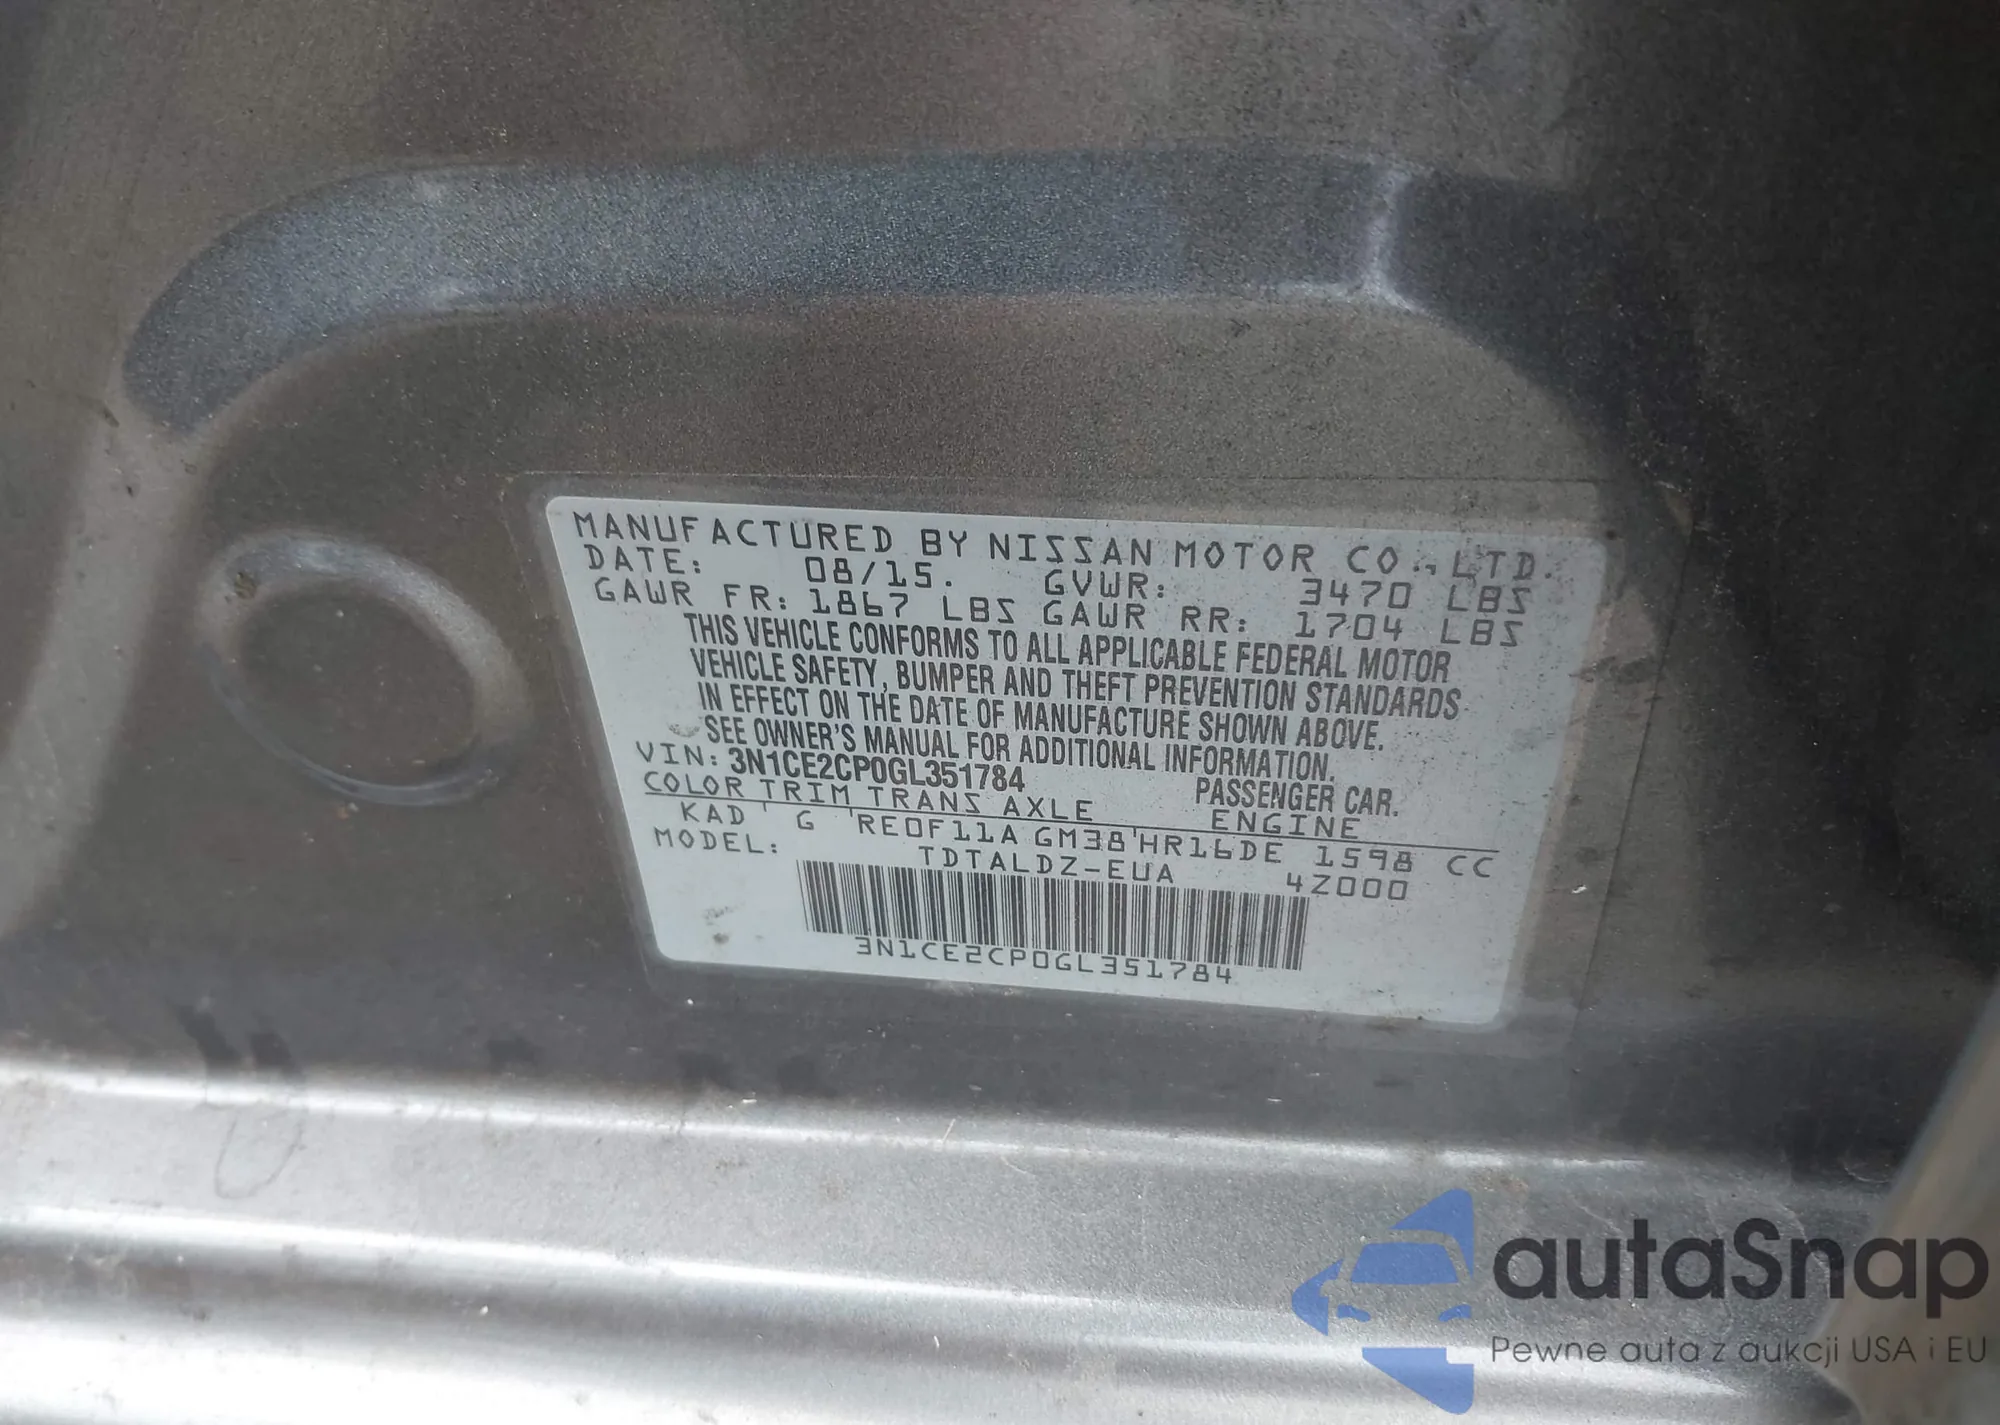 MANUFACTURED BY NISSAN MOTOR CO., LTD.
DATE: 08/15. GVWR: 3470 LBS
GAWR FR: 1867 LBS GAWR RR: 1704 LBS
THIS VEHICLE CONFORMS TO ALL APPLICABLE FEDERAL MOTOR
VEHICLE SAFETY, BUMPER AND THEFT PREVENTION STANDARDS
IN EFFECT ON THE DATE OF MANUFACTURE SHOWN ABOVE.
SEE OWNER'S MANUAL FOR ADDITIONAL INFORMATION.
VIN: 3N1CE2CP0GL351784 PASSENGER CAR.
COLOR TRIM TRANS AXLE ENGINE
KAD G RE0F11A GM38 HR16DE 1598 CC
MODEL: TDTALDZ-EUA 4Z000
3N1CE2CP0GL351784
autaSnap
Pewne auta z aukcji USA i EU